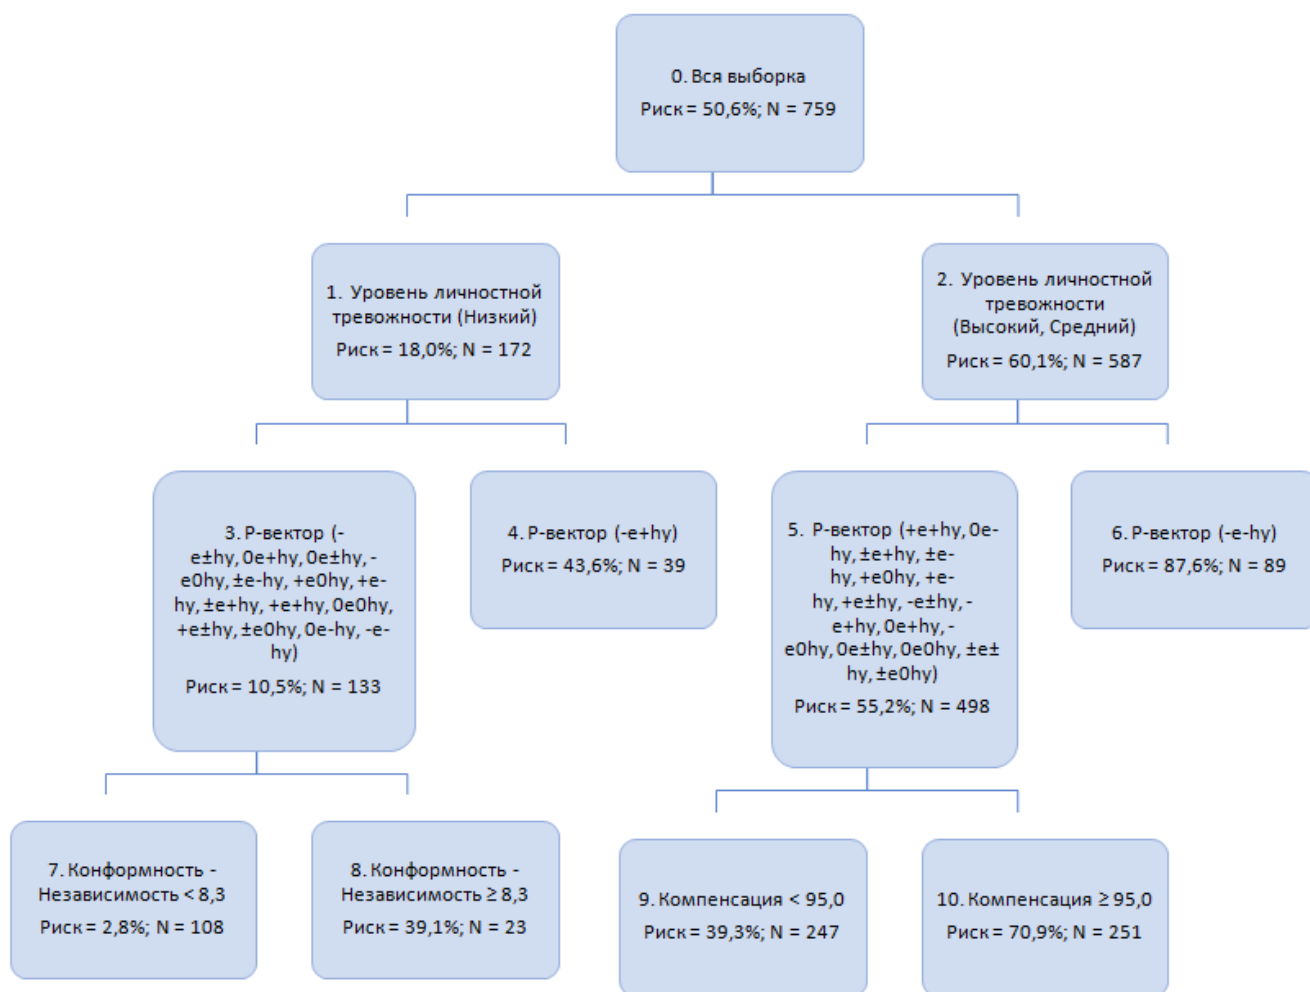 0. Вся выборка
Риск = 50,6%; N = 759
1. Уровень личностной
тревожности (Низкий)
Риск = 18,0%; N = 172
2. Уровень личностной
тревожности
(Высокий, Средний)
Риск = 60,1%; N = 587
3. P-вектор (-
e±hy, 0e+hy, 0e±hy, -
e0hy, ±e-hy, +e0hy, +e-
hy, ±e+hy, +e+hy, 0e0hy,
+e±hy, ±e0hy, 0e-hy, -e-
hy)
Риск = 10,5%; N = 133
4. P-вектор (-e+hy)
Риск = 43,6%; N = 39
5. P-вектор (+e+hy, 0e-
hy, ±e+hy, ±e-
hy, +e0hy, +e-
hy, +e±hy, -e±hy, -
e+hy, 0e+hy, -
e0hy, 0e±hy, 0e0hy, ±e±
hy, ±e0hy)
Риск = 55,2%; N = 498
6. P-вектор (-e-hy)
Риск = 87,6%; N = 89
7. Конформность -
Независимость < 8,3
Риск = 2,8%; N = 108
8. Конформность -
Независимость ≥ 8,3
Риск = 39,1%; N = 23
9. Компенсация < 95,0
Риск = 39,3%; N = 247
10. Компенсация ≥ 95,0
Риск = 70,9%; N = 251